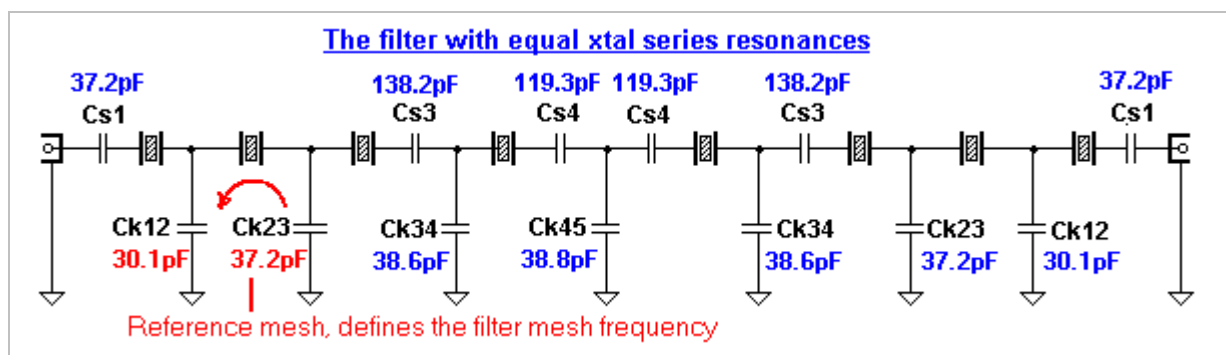 The filter with equal xtal series resonances
37.2pF 138.2pF 119.3pF 119.3pF 138.2pF 37.2pF
Cs1 Cs3 Cs4 Cs4 Cs3 Cs1
Ck12 Ck23 Ck34 Ck45 Ck34 Ck23 Ck12
30.1pF 37.2pF 38.6pF 38.8pF 38.6pF 37.2pF 30.1pF
Reference mesh, defines the filter mesh frequency